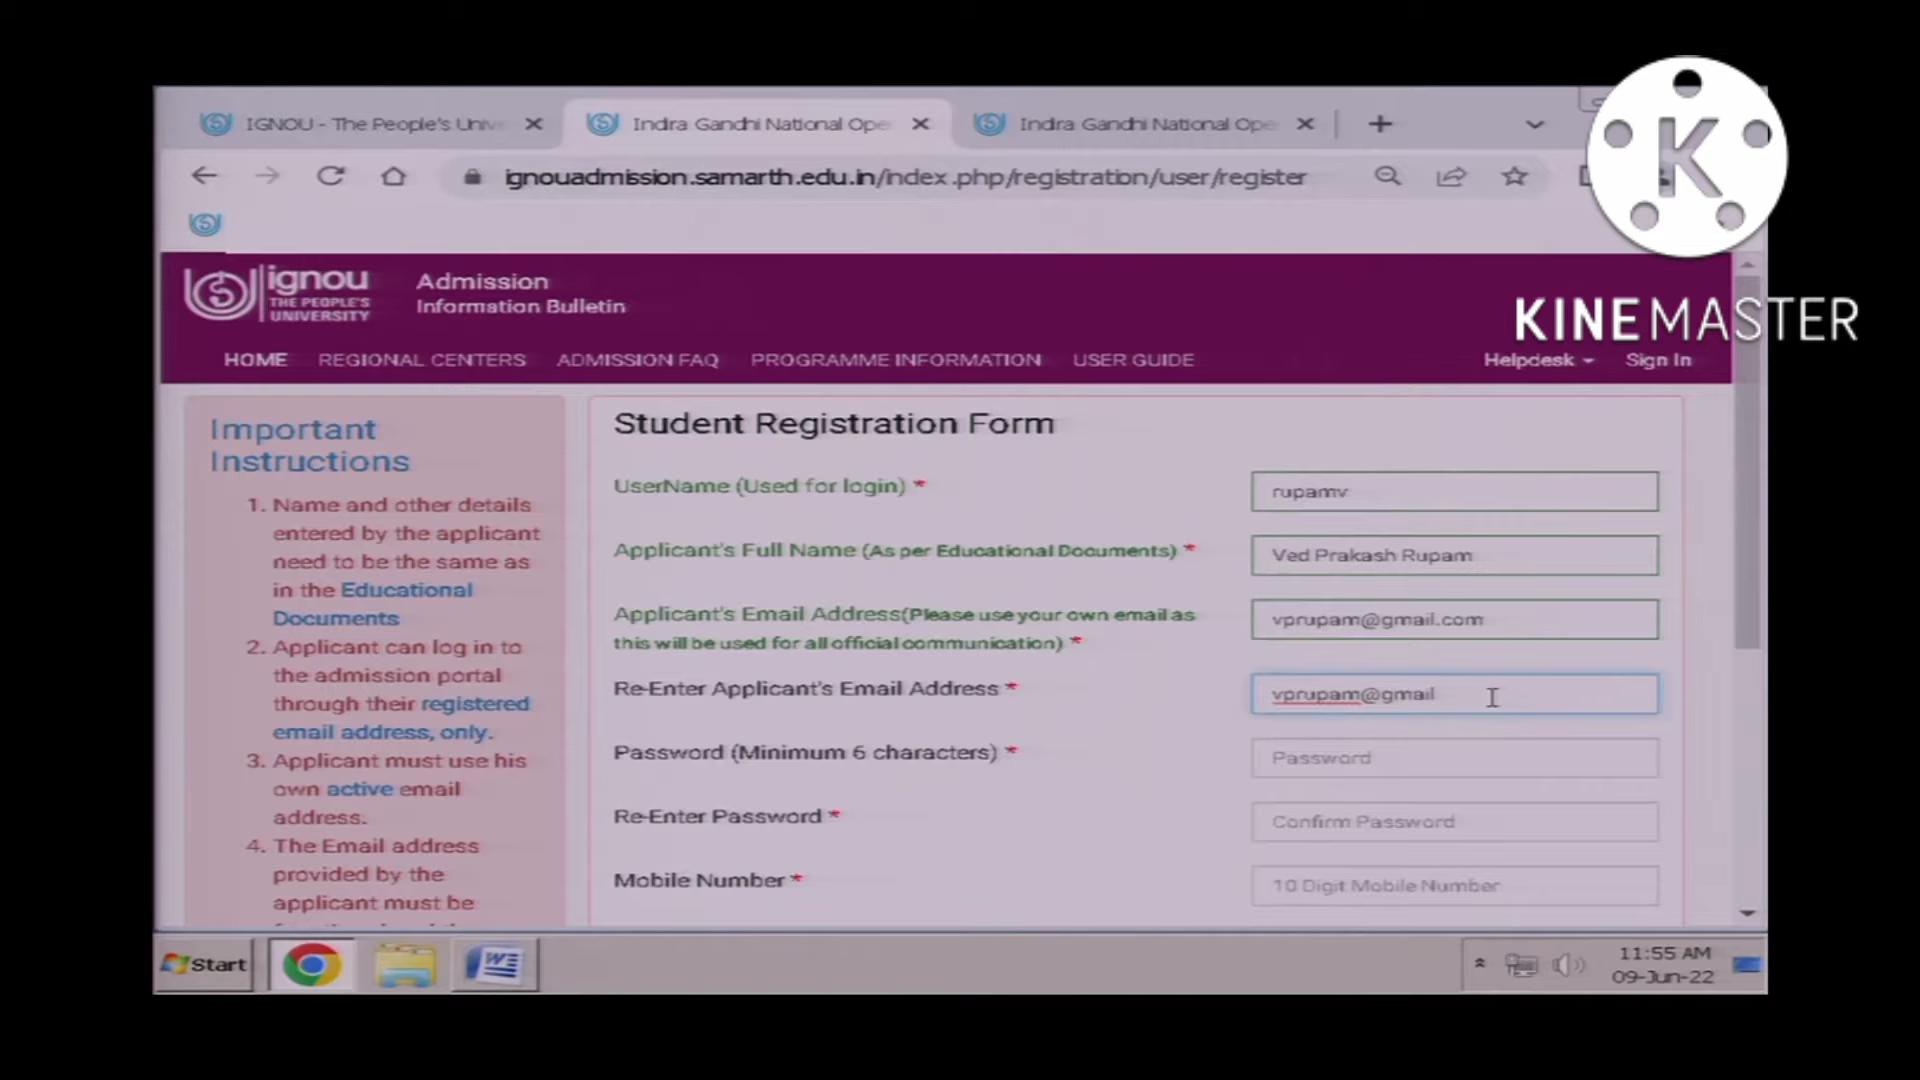 IGNOU - The People's Univ
Indira Gandhi National Ope
Indira Gandhi National Ope
ignouadmission.samarth.edu.in/index.php/registration/user/register
K
KINEMASTER
ignou
THE PEOPLE'S
UNIVERSITY
Admission
Information Bulletin
HOME REGIONAL CENTERS ADMISSION FAQ PROGRAMME INFORMATION USER GUIDE Helpdesk Sign In
Important
Instructions
1. Name and other details
entered by the applicant
need to be the same as
in the Educational
Documents
2. Applicant can log in to
the admission portal
through their registered
email address, only.
3. Applicant must use his
own active email
address.
4. The Email address
provided by the
applicant must be
Student Registration Form
UserName (Used for login) *
rupamv
Applicant's Full Name (As per Educational Documents) *
Ved Prakash Rupam
Applicant's Email Address(Please use your own email as
this will be used for all official communication) *
vprupam@gmail.com
Re-Enter Applicant's Email Address *
vprupam@gmail
Password (Minimum 6 characters) *
Password
Re-Enter Password *
Confirm Password
Mobile Number *
10 Digit Mobile Number
Start
11:55 AM
09-Jun-22